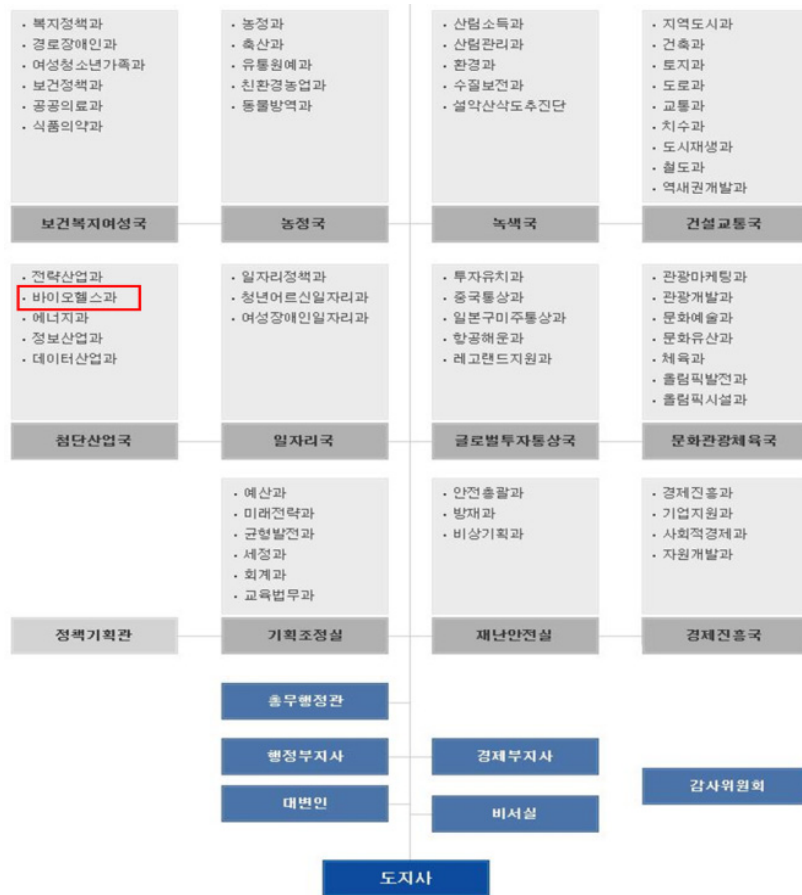 · 복지정책과
· 경로장애인과
· 여성청소년가족과
· 보건정책과
· 공공의료과
· 식품의약과
보건복지여성국
· 농정과
· 축산과
· 유통원예과
· 친환경농업과
· 동물방역과
농정국
· 산림소득과
· 산림관리과
· 환경과
· 수질보전과
· 설악산삭도추진단
녹색국
· 지역도시과
· 건축과
· 토지과
· 도로과
· 교통과
· 치수과
· 도시재생과
· 철도과
· 역세권개발과
건설교통국
· 전략산업과
· 바이오헬스과
· 에너지과
· 정보산업과
· 데이터산업과
첨단산업국
· 일자리정책과
· 청년어르신일자리과
· 여성장애인일자리과
일자리국
· 투자유치과
· 중국통상과
· 일본구미주통상과
· 항공해운과
· 레고랜드지원과
글로벌투자통상국
· 관광마케팅과
· 관광개발과
· 문화예술과
· 문화유산과
· 체육과
· 올림픽발전과
· 올림픽시설과
문화관광체육국
정책기획관
· 예산과
· 미래전략과
· 균형발전과
· 세정과
· 회계과
· 교육법무과
기획조정실
· 안전총괄과
· 방재과
· 비상기획과
재난안전실
· 경제진흥과
· 기업지원과
· 사회적경제과
· 자원개발과
경제진흥국
총무행정관
행정부지사
경제부지사
감사위원회
대변인
비서실
도지사